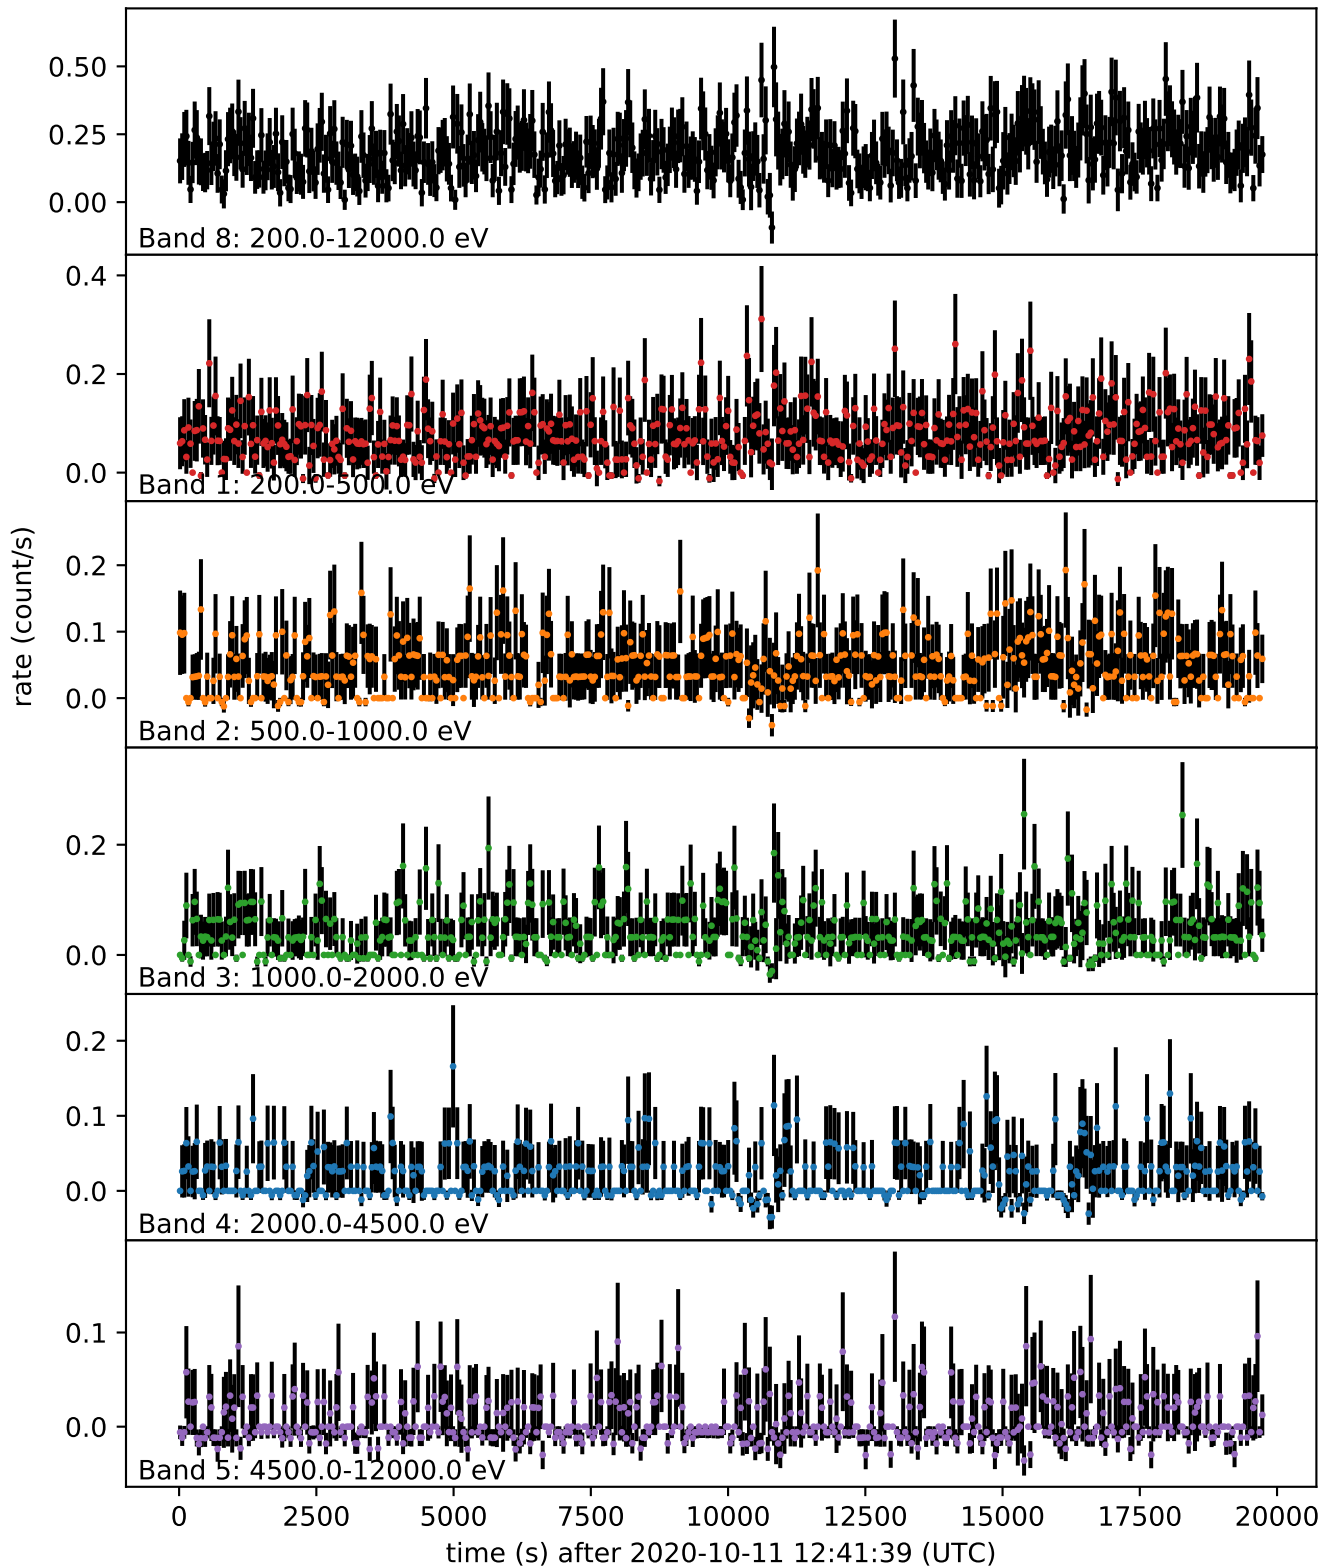 0.50
0.25
0.00
Band 8: 200.0-12000.0 eV
0.4
0.2
0.0
Band 1: 200.0-500.0 eV
rate (count/s)
0.2
0.1
0.0
Band 2: 500.0-1000.0 eV
0.2
0.0
Band 3: 1000.0-2000.0 eV
0.2
0.1
0.0
Band 4: 2000.0-4500.0 eV
0.1
0.0
Band 5: 4500.0-12000.0 eV
0 2500 5000 7500 10000 12500 15000 17500 20000
time (s) after 2020-10-11 12:41:39 (UTC)